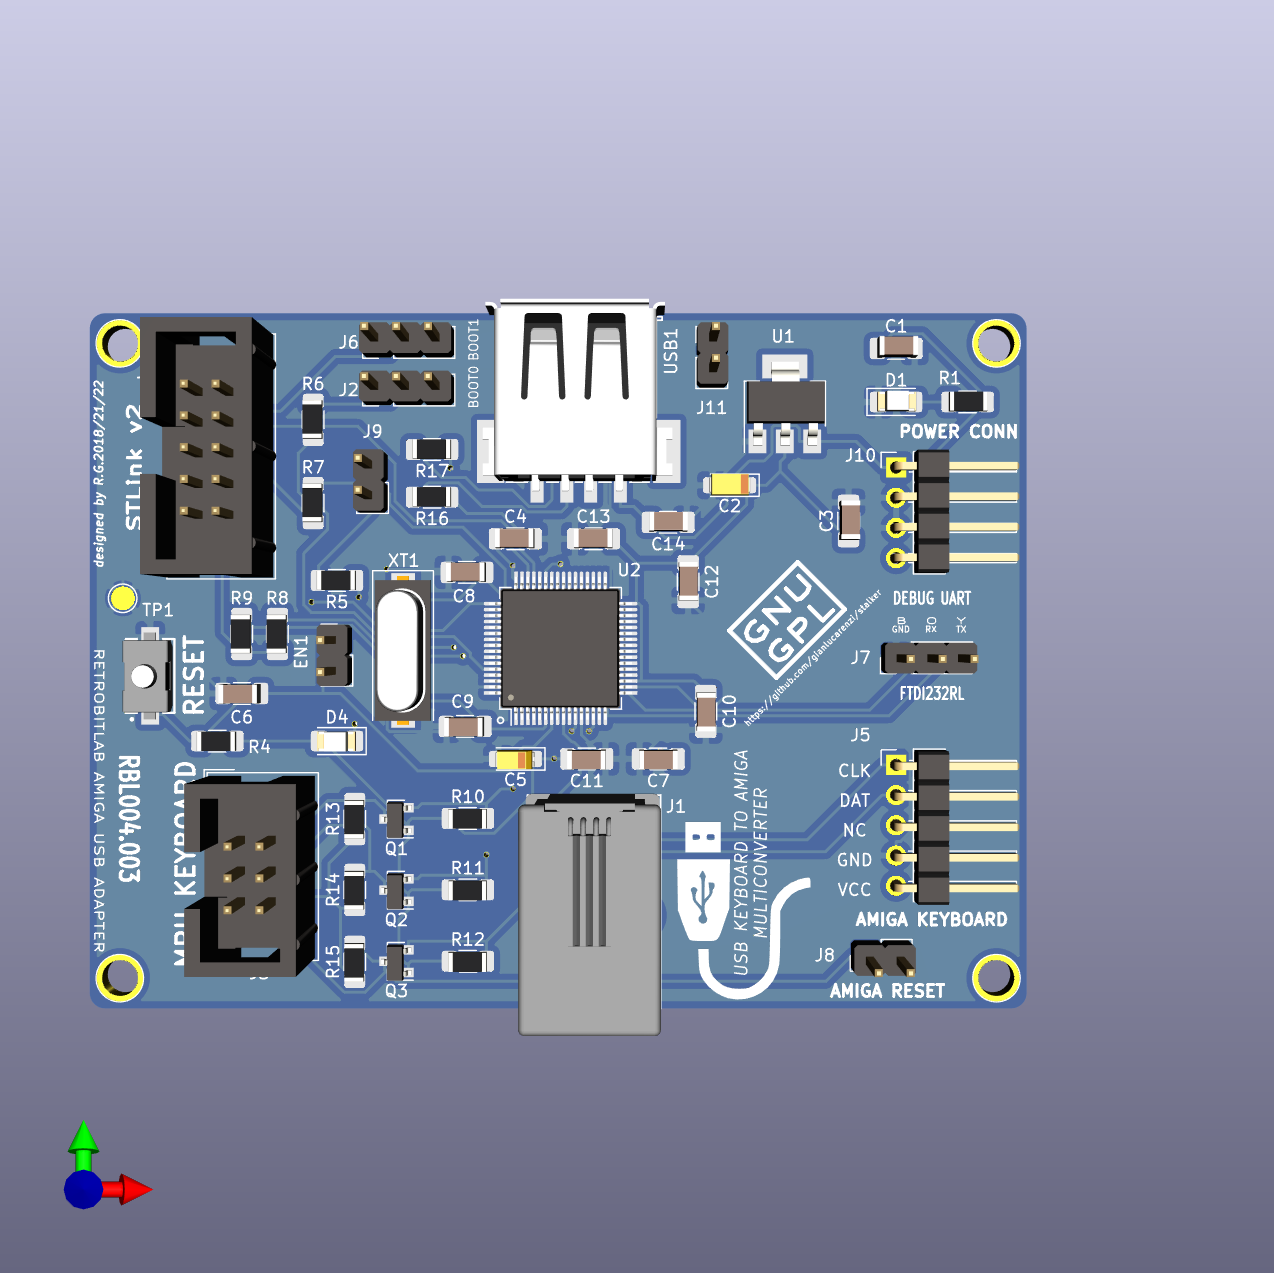 J6
J2
BOOT0 BOOT1
USB1
U1
C1
J11
D1
R1
POWER CONN
J10
designed by R.G.2018/21/22
STLink v2
R6
R7
J9
R17
R16
C4
C13
C14
C2
C3
XT1
C8
U2
C12
R5
TP1
R9
R8
EN1
RESET
C6
GNU
GPL
https://github.com/gianlucarenzi/stalker
DEBUG UART
B
O
Y
GND
RX
TX
J7
FTDI232RL
C10
C9
D4
R4
C5
C11
C7
J5
CLK
DAT
NC
GND
VCC
AMIGA KEYBOARD
RETROBITLAB AMIGA USB ADAPTER
RBL004.003
KEYBOARD
R13
Q1
R10
R14
Q2
R11
R15
Q3
R12
J1
USB KEYBOARD TO AMIGA
MULTICONVERTER
J8
AMIGA RESET